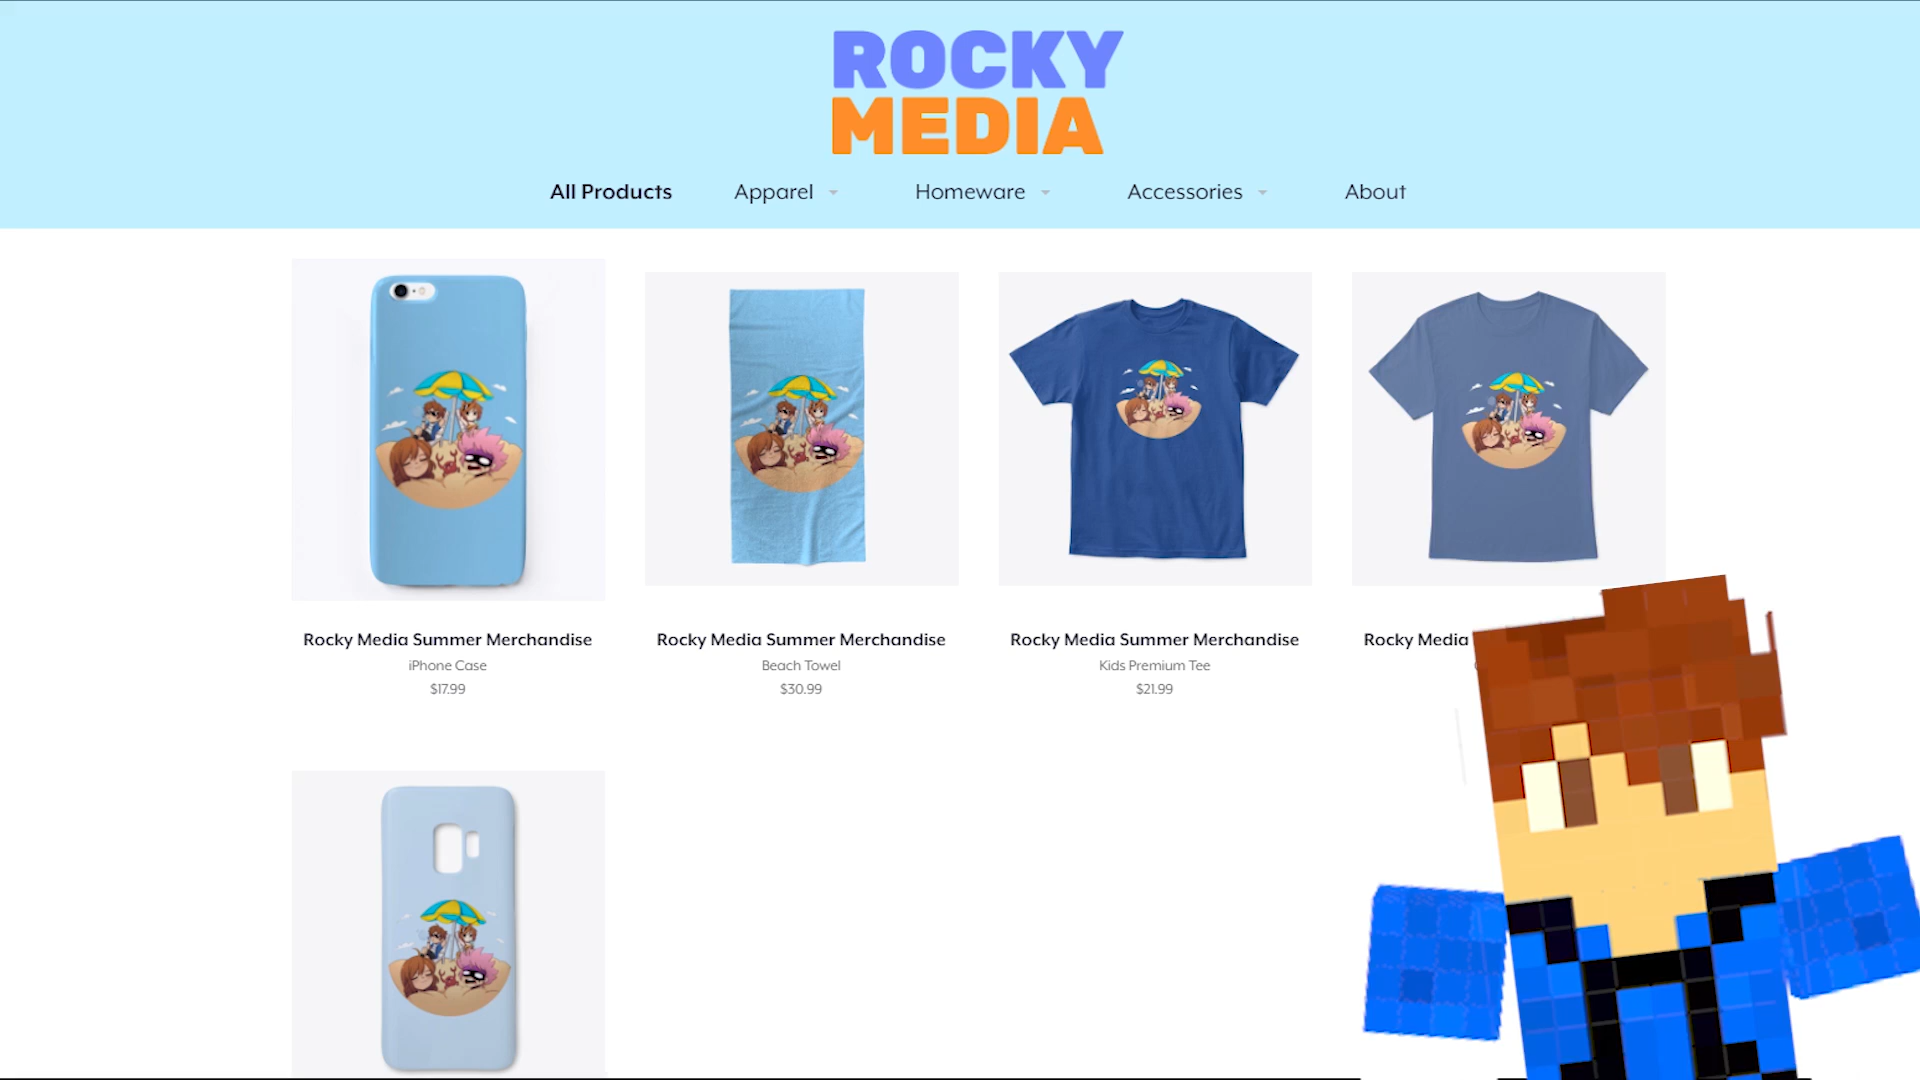 ROCKY
MEDIA
All Products
Apparel
Homeware
Accessories
About
Rocky Media Summer Merchandise
iPhone Case
$17.99
Rocky Media Summer Merchandise
Beach Towel
$30.99
Rocky Media Summer Merchandise
Kids Premium Tee
$21.99
Rocky Media